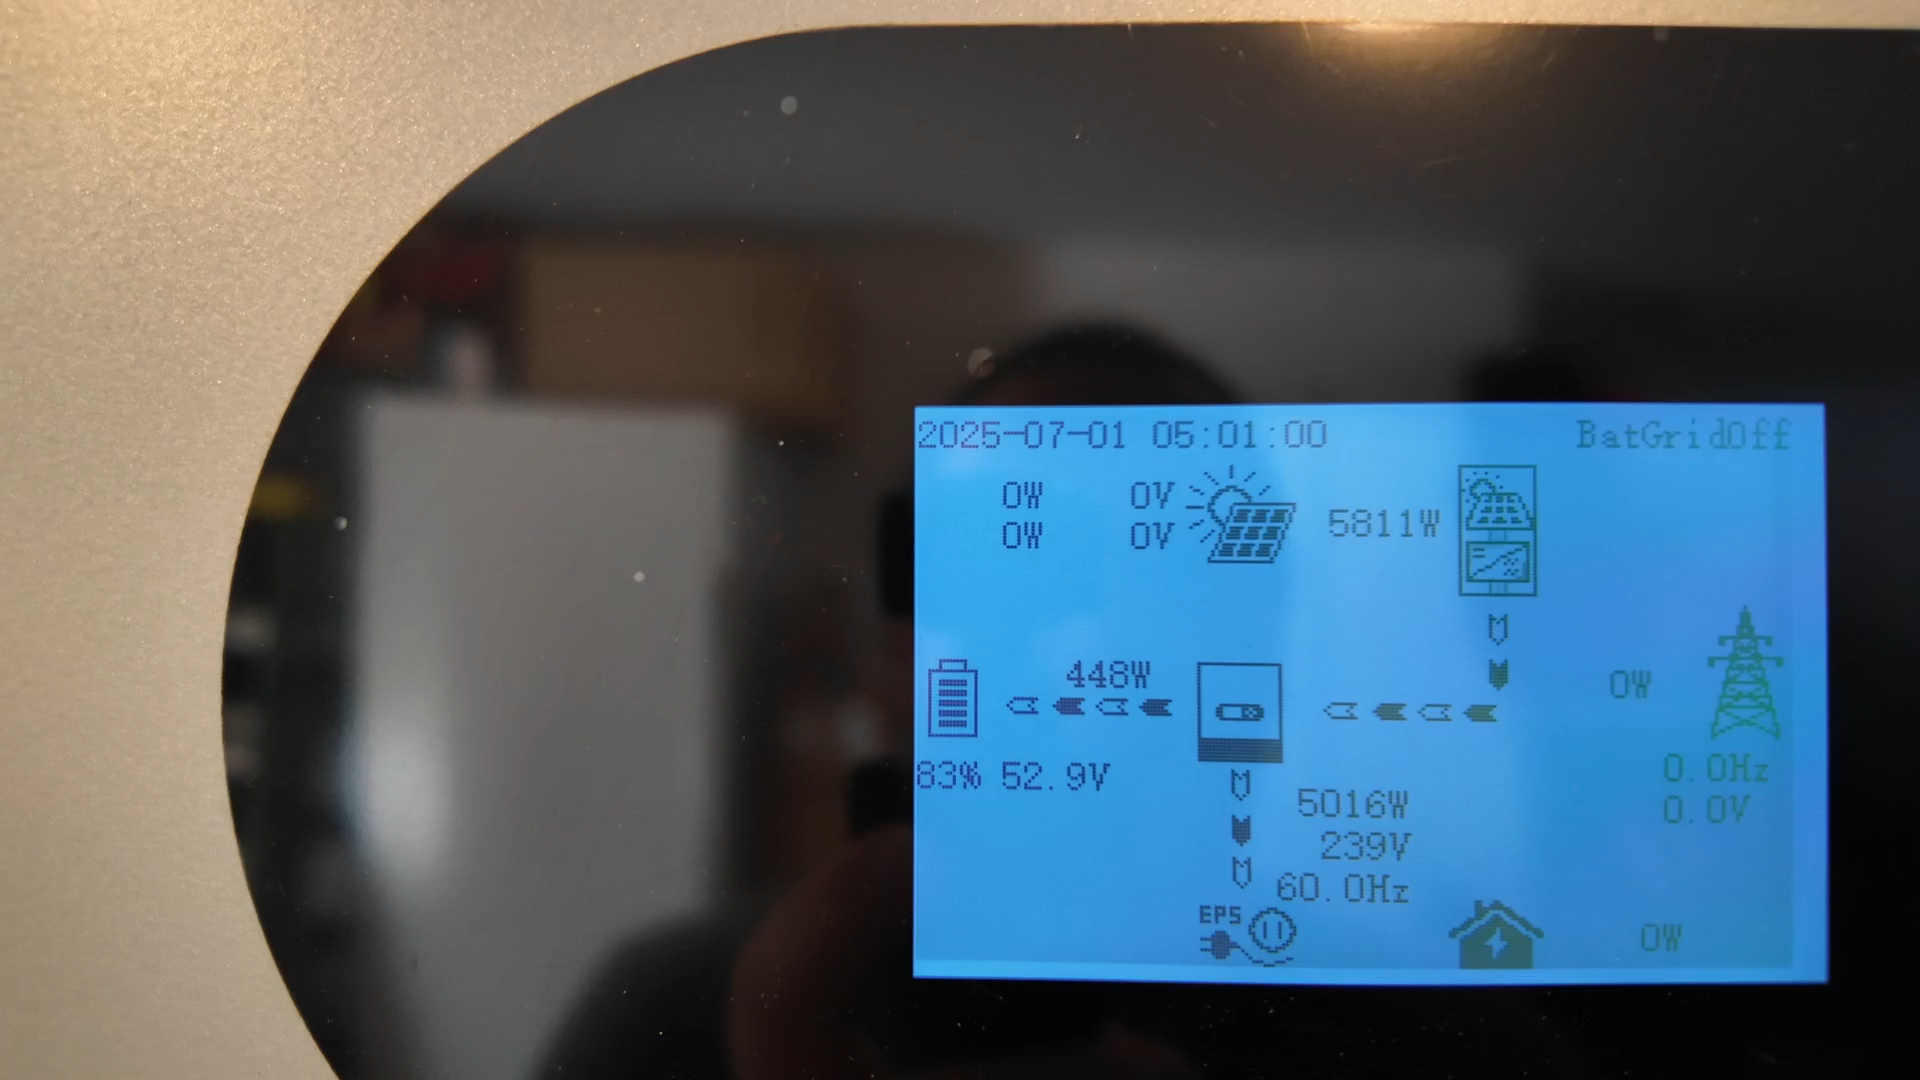 2025-07-01 05:01:00 BatGridOff
0W 0V
0W 0V
5811W
448W
0W
83% 52.9V
0.0Hz
0.0V
5016W
239V
60.0Hz
EPS
0W